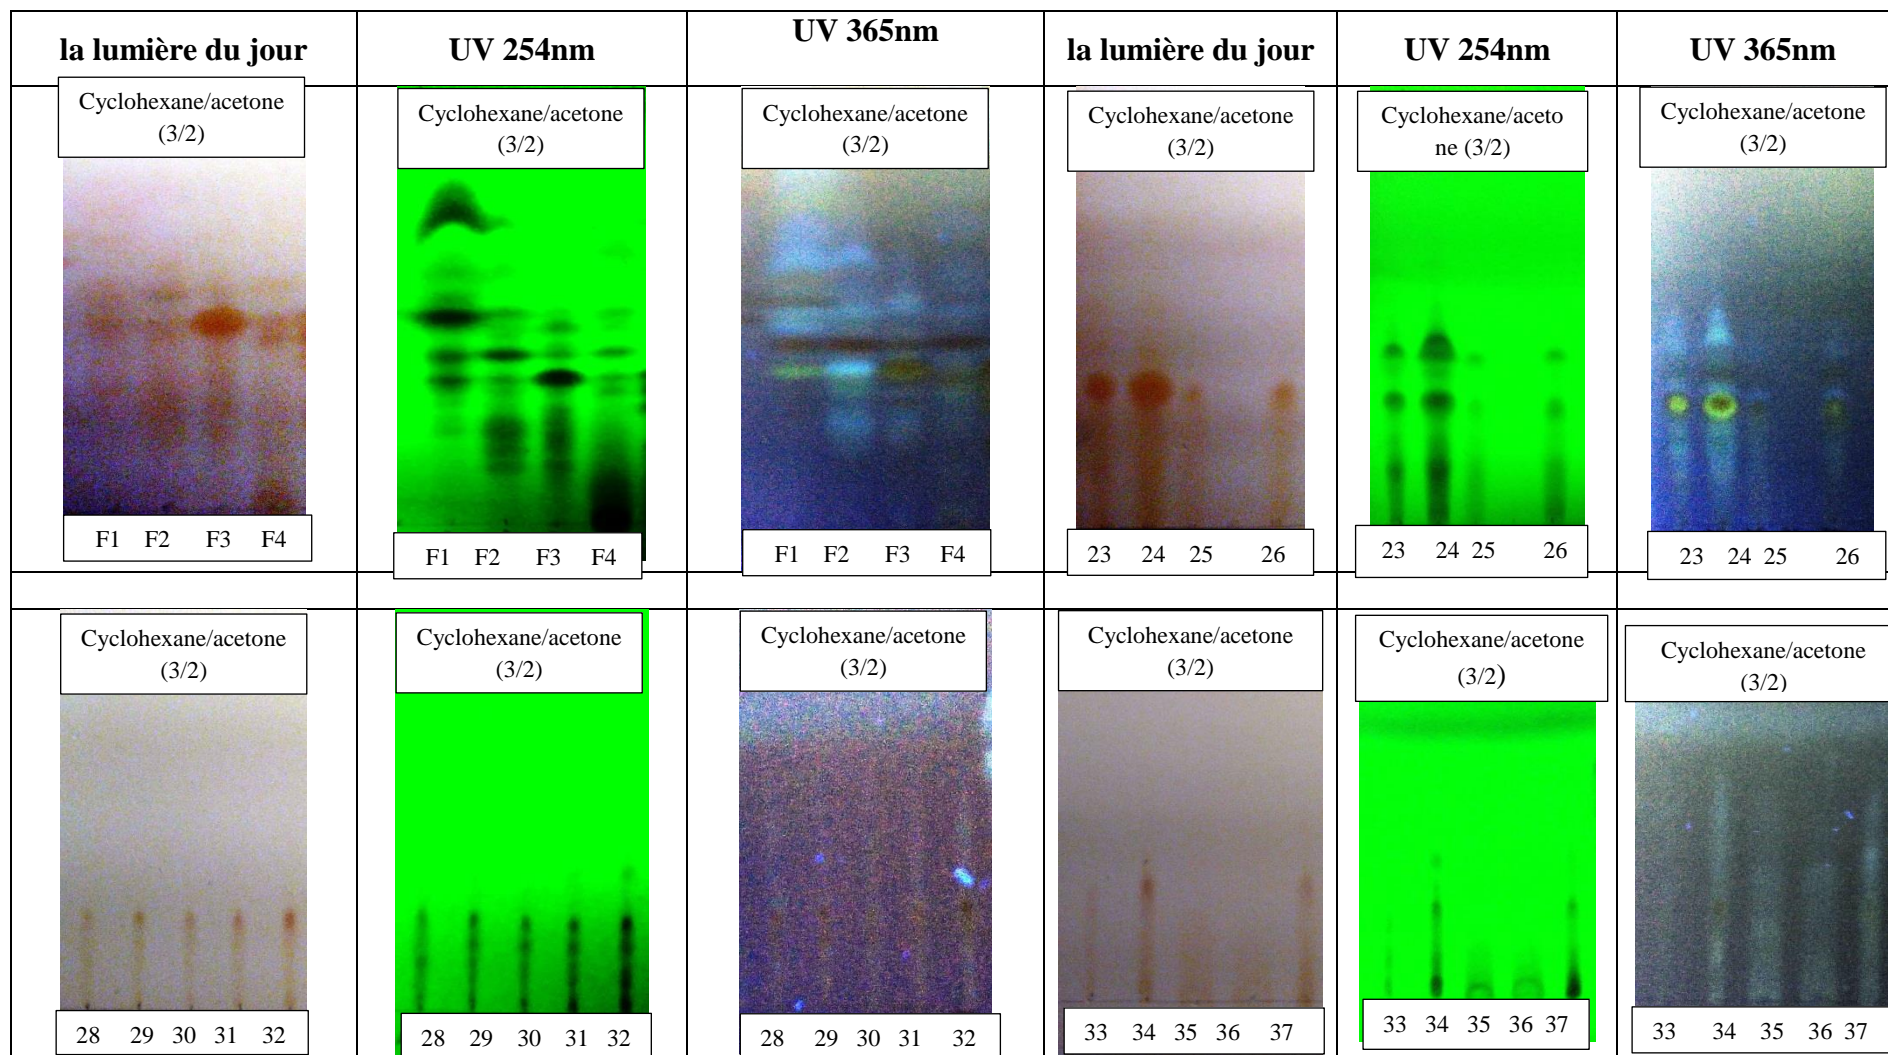 la lumière du jour
UV 254nm
UV 365nm
la lumière du jour
UV 254nm
UV 365nm
Cyclohexane/acetone
(3/2)
Cyclohexane/acetone
(3/2)
Cyclohexane/acetone
(3/2)
Cyclohexane/acetone
(3/2)
Cyclohexane/aceto
ne (3/2)
Cyclohexane/acetone
(3/2)
F1 F2 F3 F4
F1 F2 F3 F4
F1 F2 F3 F4
23 24 25 26
23 24 25 26
23 24 25 26
Cyclohexane/acetone
(3/2)
Cyclohexane/acetone
(3/2)
Cyclohexane/acetone
(3/2)
Cyclohexane/acetone
(3/2)
Cyclohexane/acetone
(3/2)
Cyclohexane/acetone
(3/2)
28 29 30 31 32
28 29 30 31 32
28 29 30 31 32
33 34 35 36 37
33 34 35 36 37
33 34 35 36 37